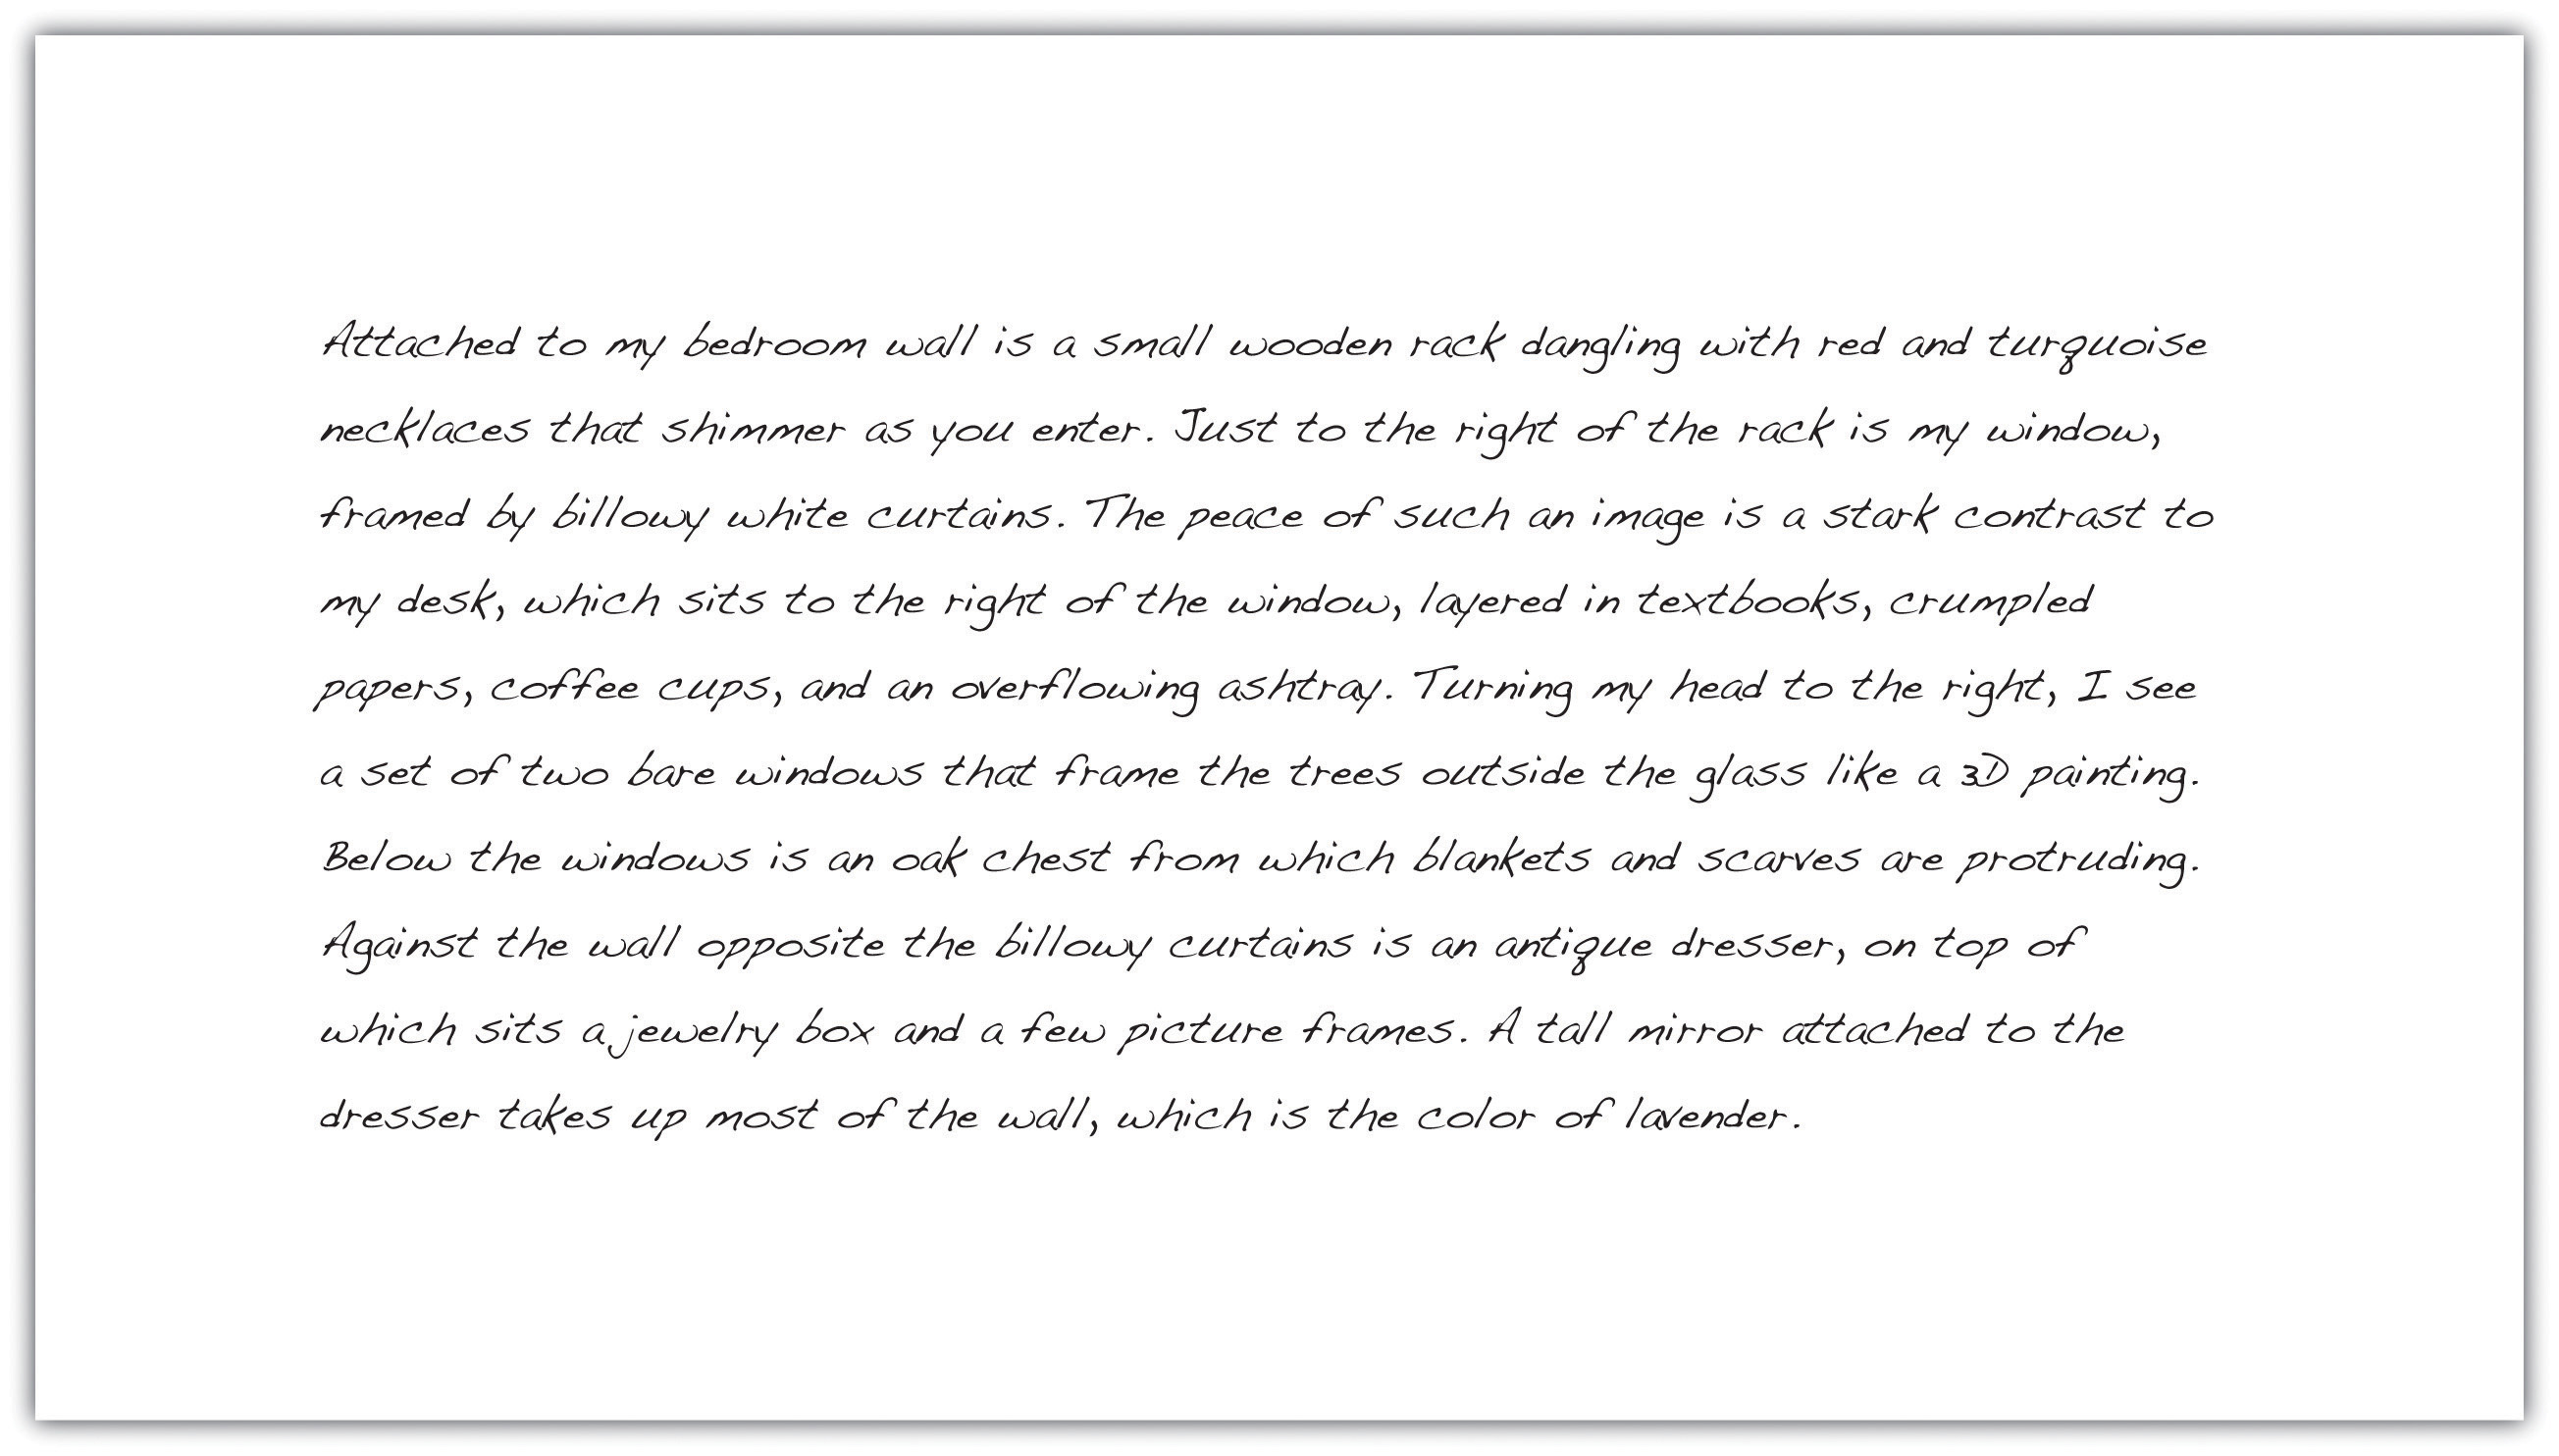 Attached to my bedroom wall is a small wooden rack dangling with red and turquoise
necklaces that shimmer as you enter. Just to the right of the rack is my window,
framed by billowy white curtains. The peace of such an image is a stark contrast to
my desk, which sits to the right of the window, layered in textbooks, crumpled
papers, coffee cups, and an overflowing ashtray. Turning my head to the right, I see
a set of two bare windows that frame the trees outside the glass like a 3D painting.
Below the windows is an oak chest from which blankets and scarves are protruding.
Against the wall opposite the billowy curtains is an antique dresser, on top of
which sits a jewelry box and a few picture frames. A tall mirror attached to the
dresser takes up most of the wall, which is the color of lavender.